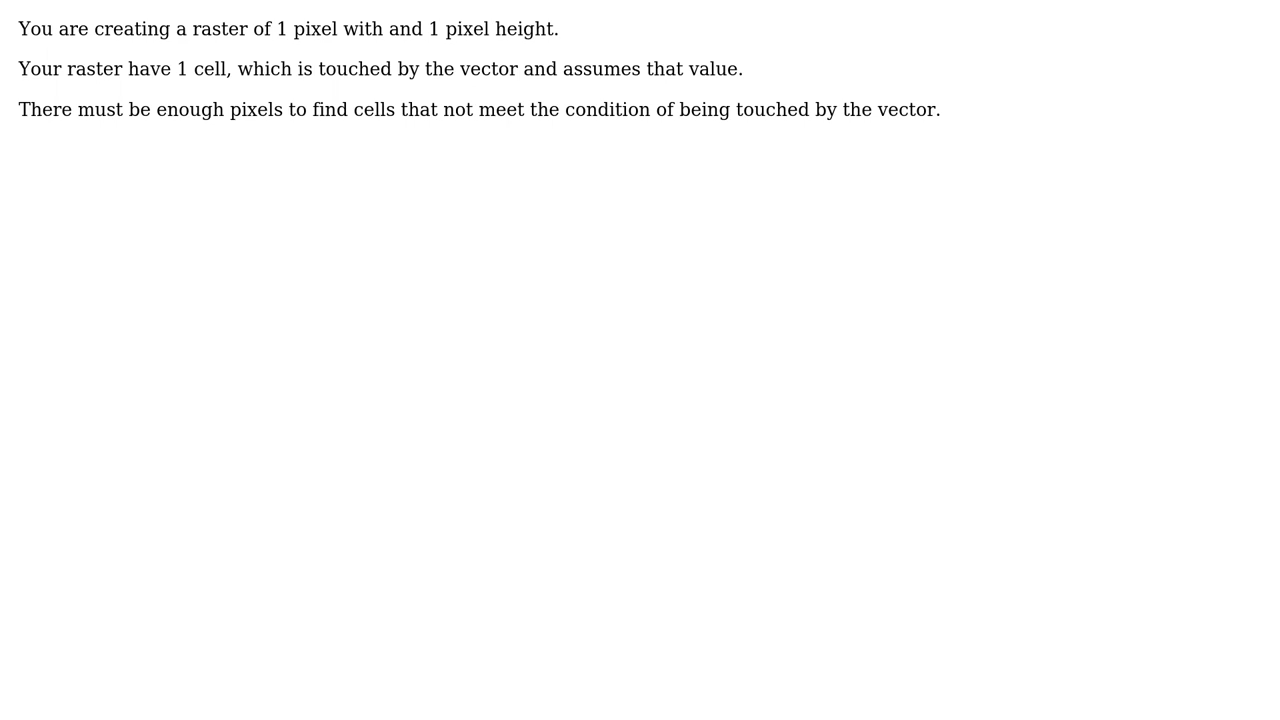 You are creating a raster of 1 pixel with and 1 pixel height.
Your raster have 1 cell, which is touched by the vector and assumes that value.
There must be enough pixels to find cells that not meet the condition of being touched by the vector.